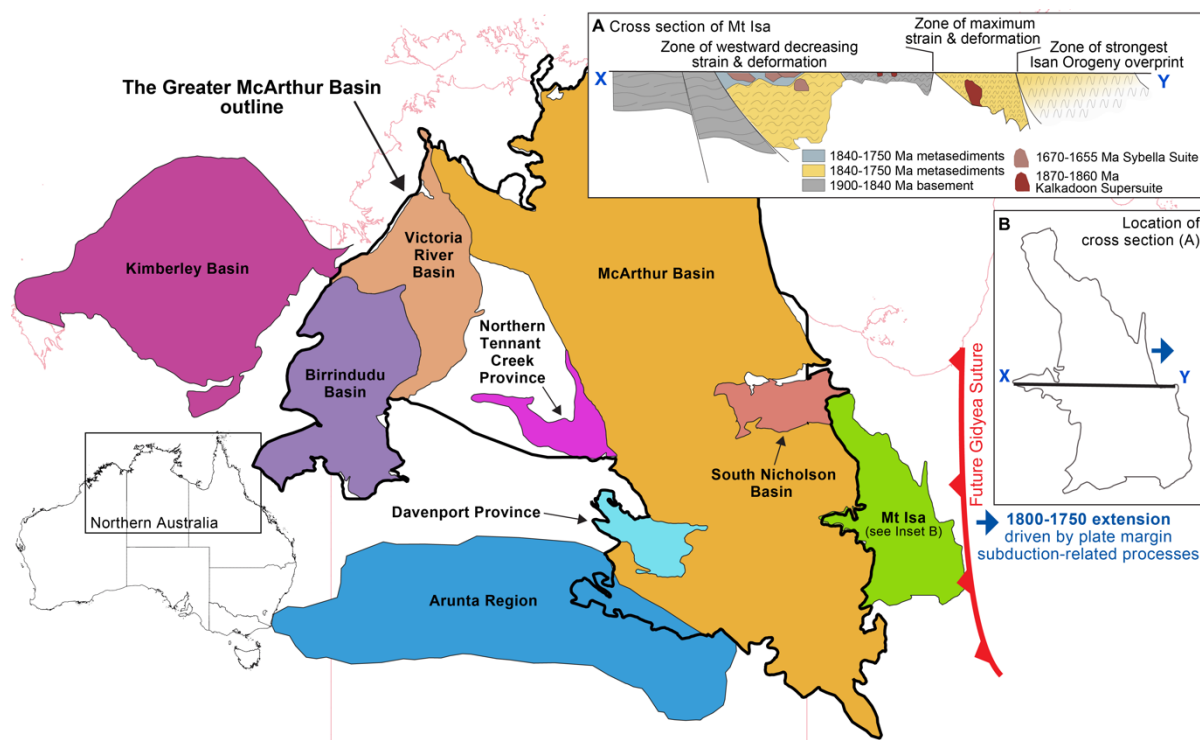 The Greater McArthur Basin
outline
Kimberley Basin
Victoria
River
Basin
McArthur Basin
Birrindudu
Basin
Northern
Tennant
Creek
Province
South Nicholson
Basin
Davenport Province
Mt Isa
(see Inset B)
Arunta Region
Northern Australia
Future Gidyea Suture
1800-1750 extension
driven by plate margin
subduction-related processes
A Cross section of Mt Isa
Zone of westward decreasing
strain & deformation
Zone of maximum
strain & deformation
Zone of strongest
Isan Orogeny overprint
X
Y
1840-1750 Ma metasediments
1840-1750 Ma metasediments
1900-1840 Ma basement
1670-1655 Ma Sybella Suite
1870-1860 Ma
Kalkadoon Supersuite
B
Location of
cross section (A)
X
Y